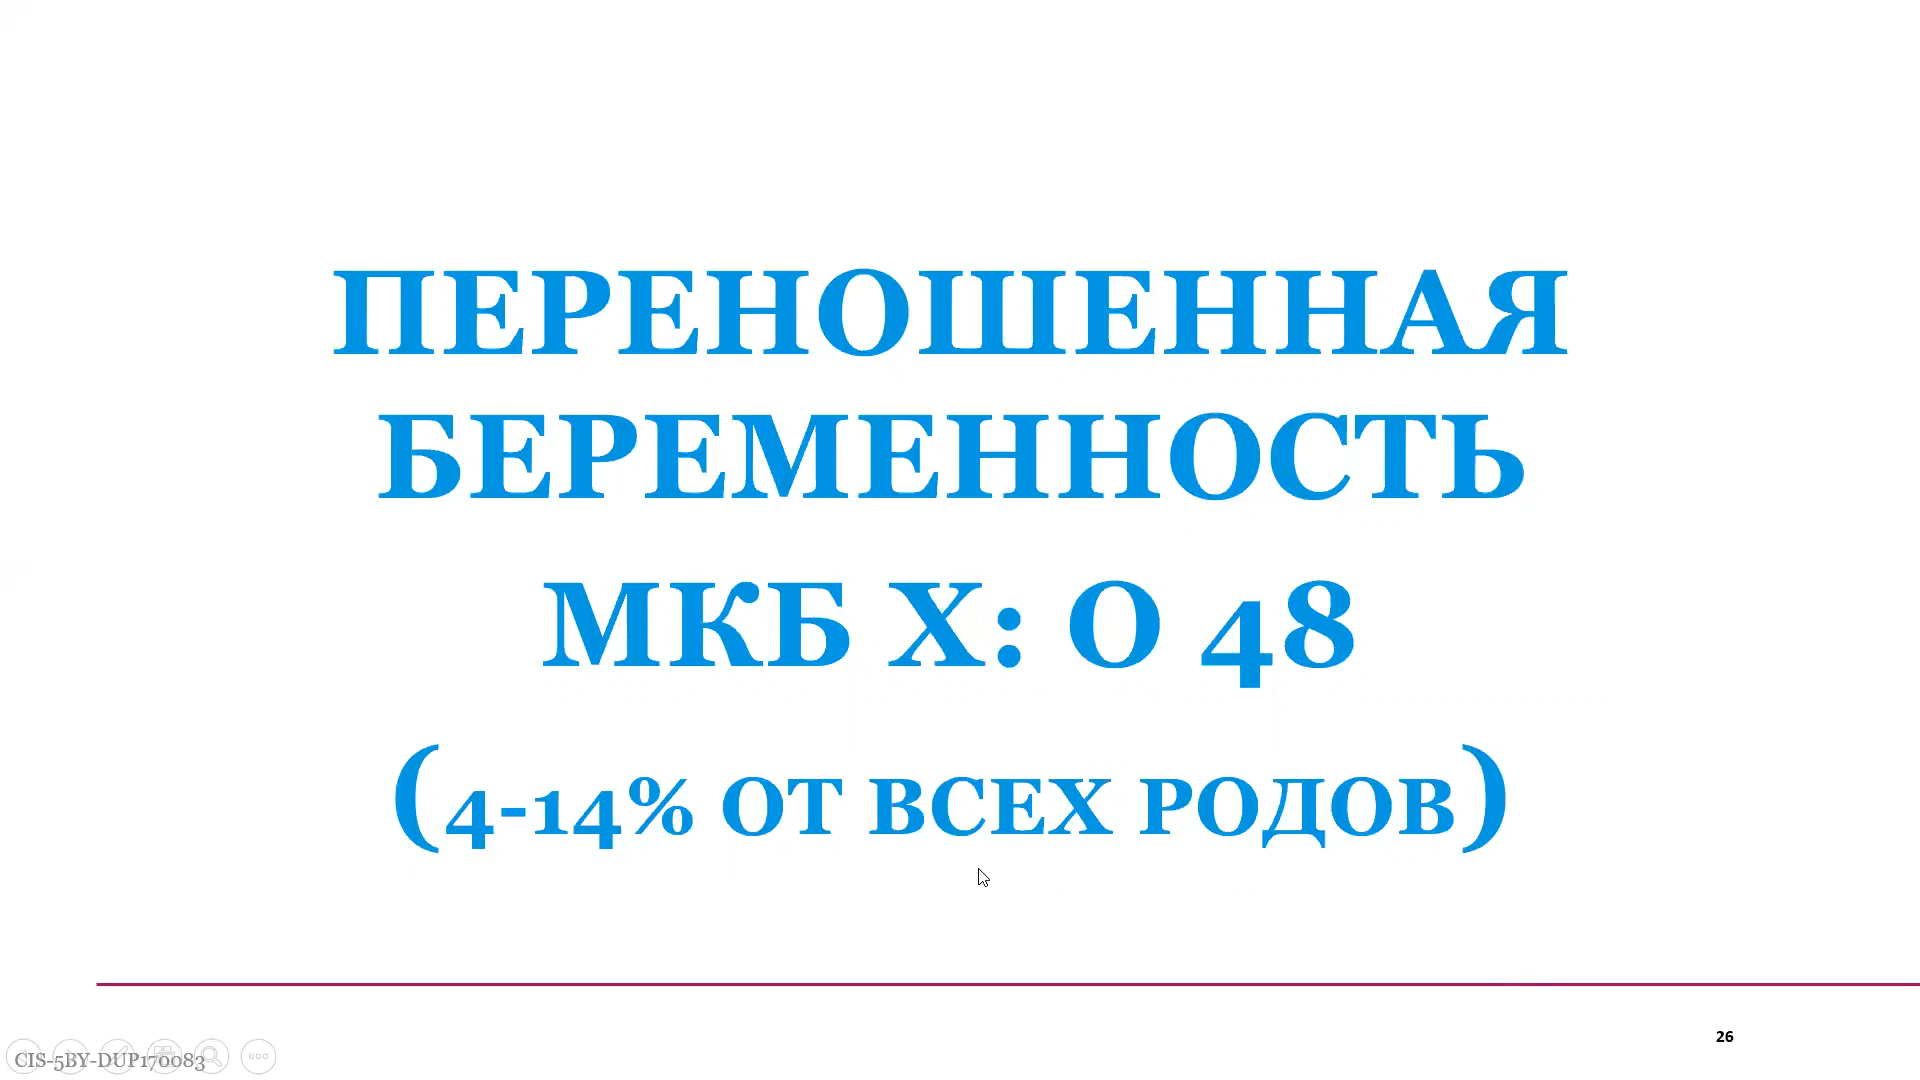 ПЕРЕНОШЕННАЯ
БЕРЕМЕННОСТЬ
МКБ X: O 48
(4-14% ОТ ВСЕХ РОДОВ)
26
CIS-5BY-DUP170083